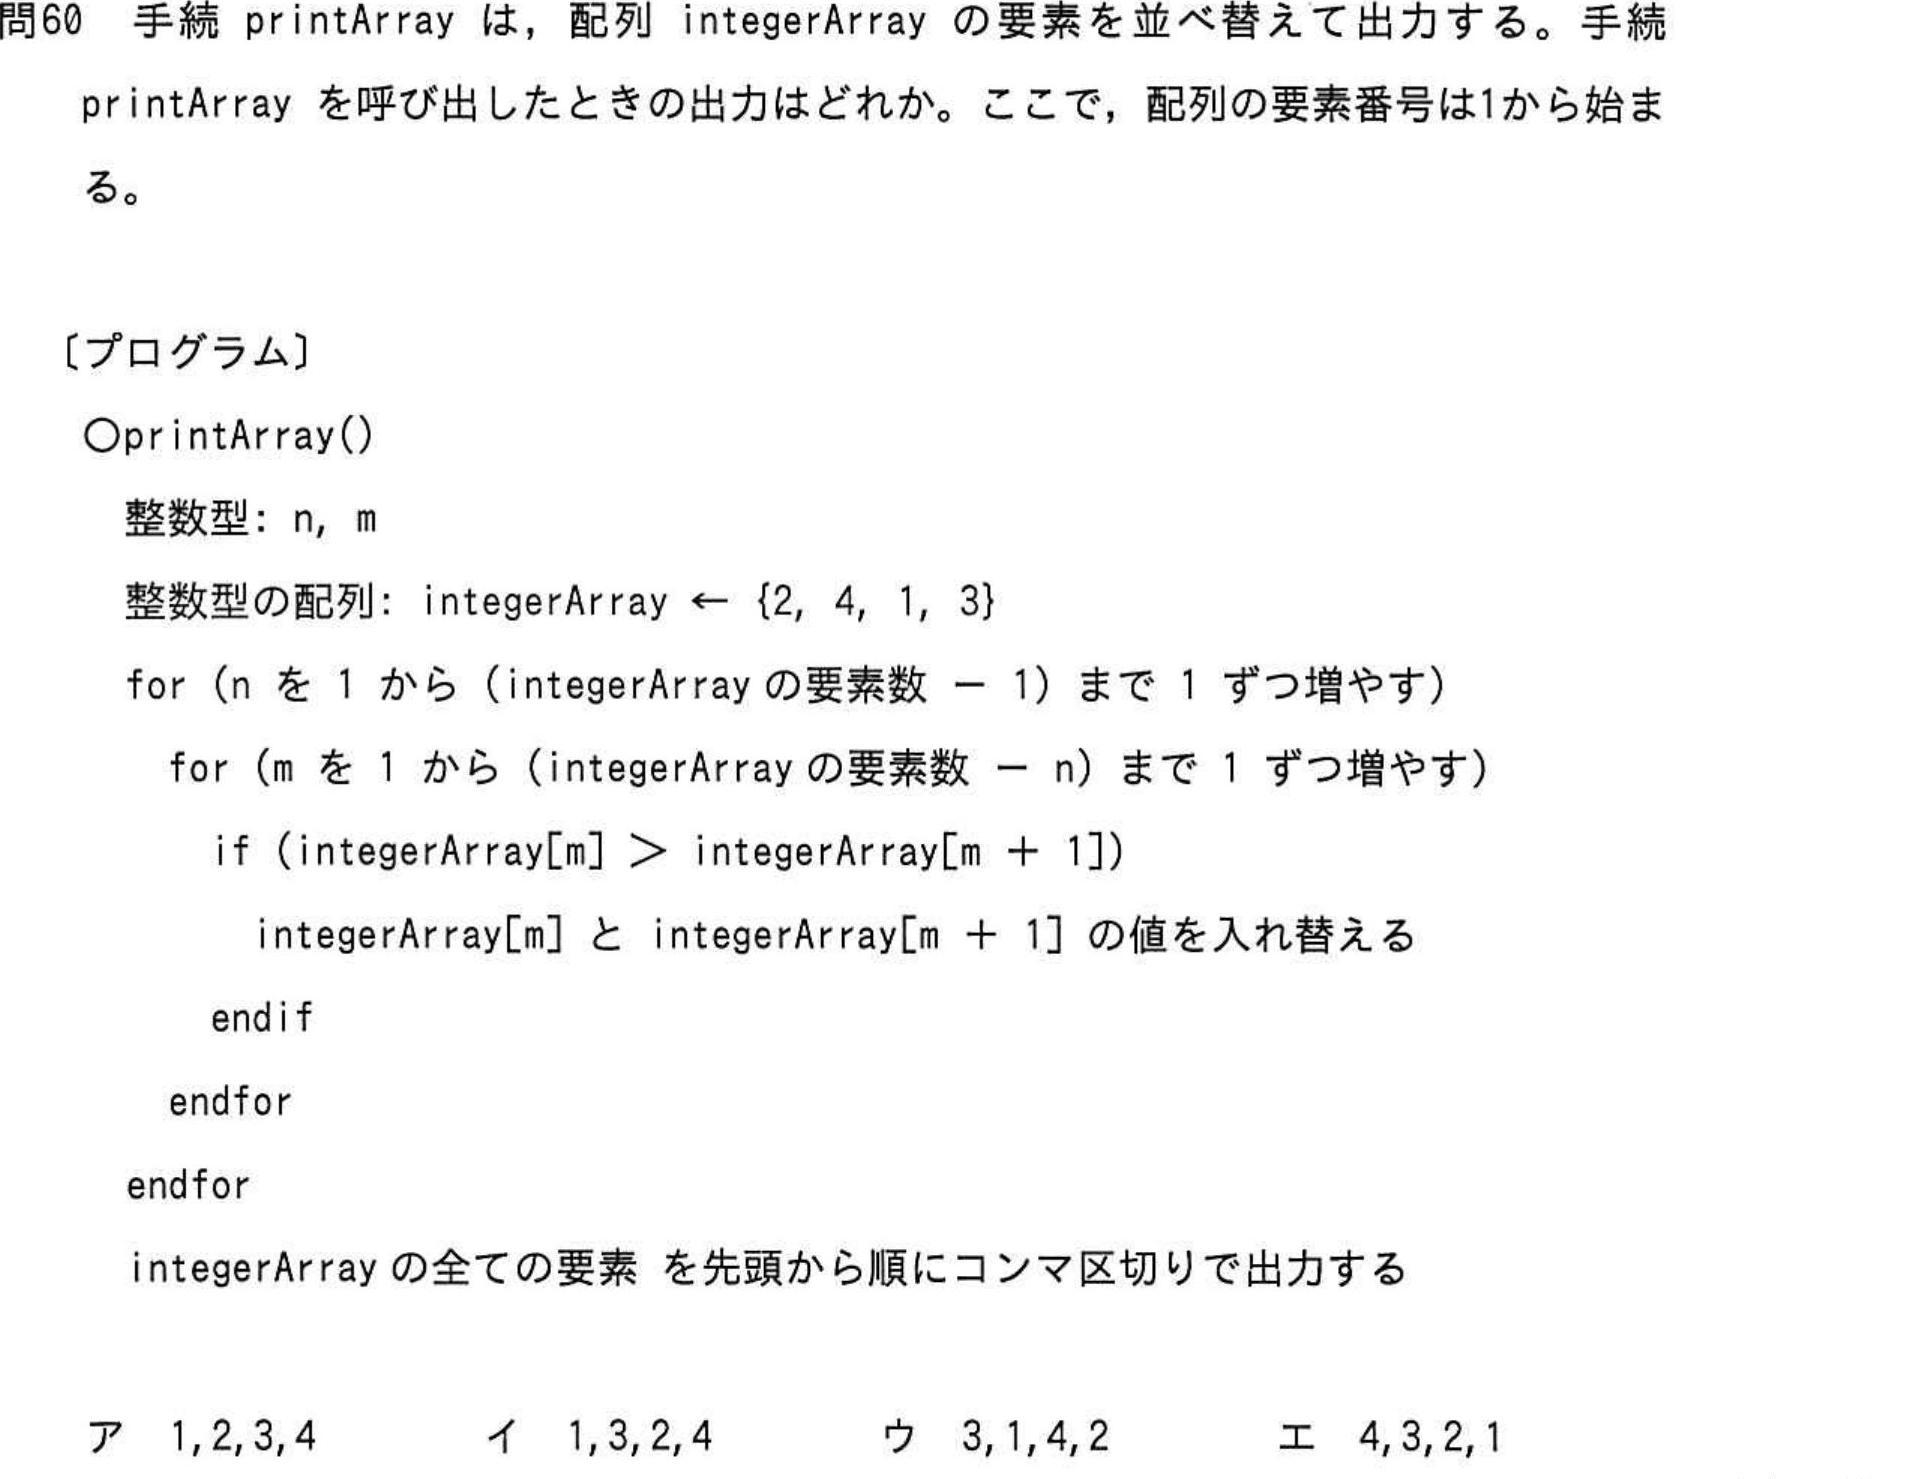 問60 手続 printArray は,配列 integerArray の要素を並べ替えて出力する。手続
printArray を呼び出したときの出力はどれか。ここで,配列の要素番号は1から始ま
る。
〔プログラム〕
○printArray()
整数型: n, m
整数型の配列: integerArray ← {2, 4, 1, 3}
for (n を 1 から (integerArray の要素数 − 1) まで 1 ずつ増やす)
for (m を 1 から (integerArray の要素数 − n) まで 1 ずつ増やす)
if (integerArray[m] > integerArray[m + 1])
integerArray[m] と integerArray[m + 1] の値を入れ替える
endif
endfor
endfor
integerArray の全ての要素 を先頭から順にコンマ区切りで出力する
ア 1,2,3,4 イ 1,3,2,4 ウ 3,1,4,2 エ 4,3,2,1